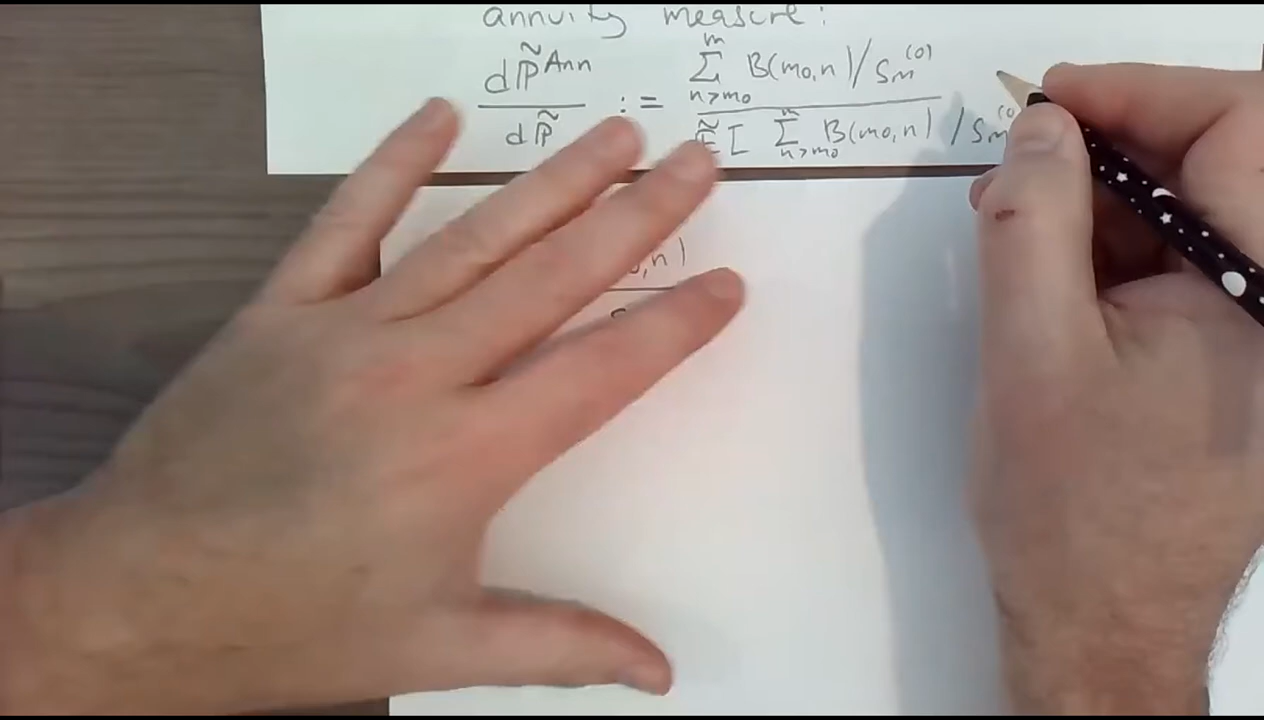 annuity measure:
dP̃^Ann / dP̃ := Σ_{n>m₀}^{m} B(m₀,n) / S_m^{(0)} / Ẽ [ Σ_{n>m₀}^{m} B(m₀,n) / S_m^{(0)}
,n)